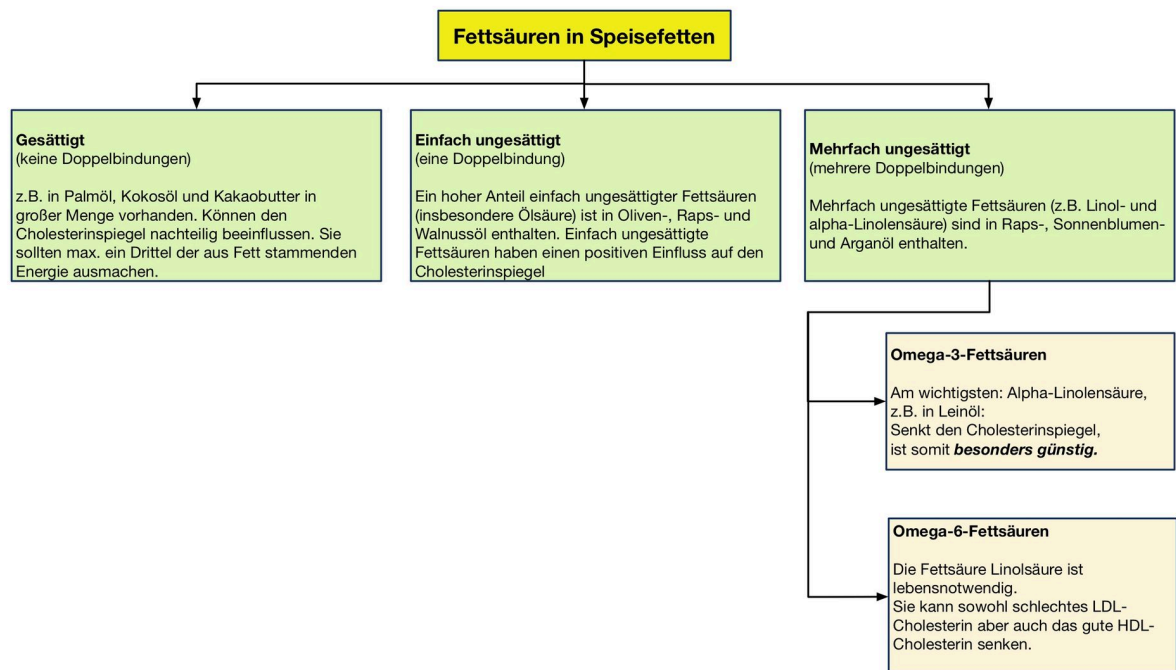 Fettsäuren in Speisefetten
Gesättigt
(keine Doppelbindungen)
z.B. in Palmöl, Kokosöl und Kakaobutter in
großer Menge vorhanden. Können den
Cholesterinspiegel nachteilig beeinflussen. Sie
sollten max. ein Drittel der aus Fett stammenden
Energie ausmachen.
Einfach ungesättigt
(eine Doppelbindung)
Ein hoher Anteil einfach ungesättigter Fettsäuren
(insbesondere Ölsäure) ist in Oliven-, Raps- und
Walnussöl enthalten. Einfach ungesättigte
Fettsäuren haben einen positiven Einfluss auf den
Cholesterinspiegel
Mehrfach ungesättigt
(mehrere Doppelbindungen)
Mehrfach ungesättigte Fettsäuren (z.B. Linol- und
alpha-Linolensäure) sind in Raps-, Sonnenblumen-
und Arganöl enthalten.
Omega-3-Fettsäuren
Am wichtigsten: Alpha-Linolensäure,
z.B. in Leinöl:
Senkt den Cholesterinspiegel,
ist somit besonders günstig.
Omega-6-Fettsäuren
Die Fettsäure Linolsäure ist
lebensnotwendig.
Sie kann sowohl schlechtes LDL-
Cholesterin aber auch das gute HDL-
Cholesterin senken.